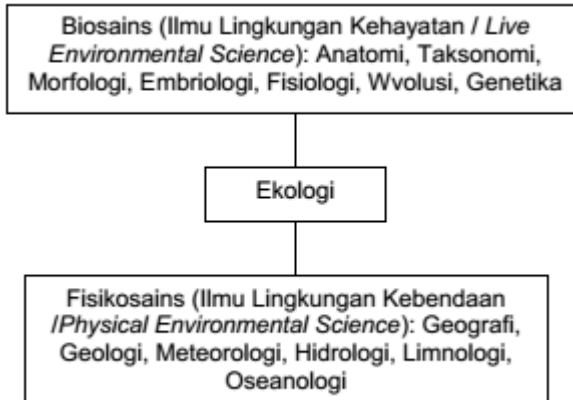 Biosains (Ilmu Lingkungan Kehayatan / Live
Environmental Science): Anatomi, Taksonomi,
Morfologi, Embriologi, Fisiologi, Wvolusi, Genetika
Ekologi
Fisikosains (Ilmu Lingkungan Kebendaan
/Physical Environmental Science): Geografi,
Geologi, Meteorologi, Hidrologi, Limnologi,
Oseanologi